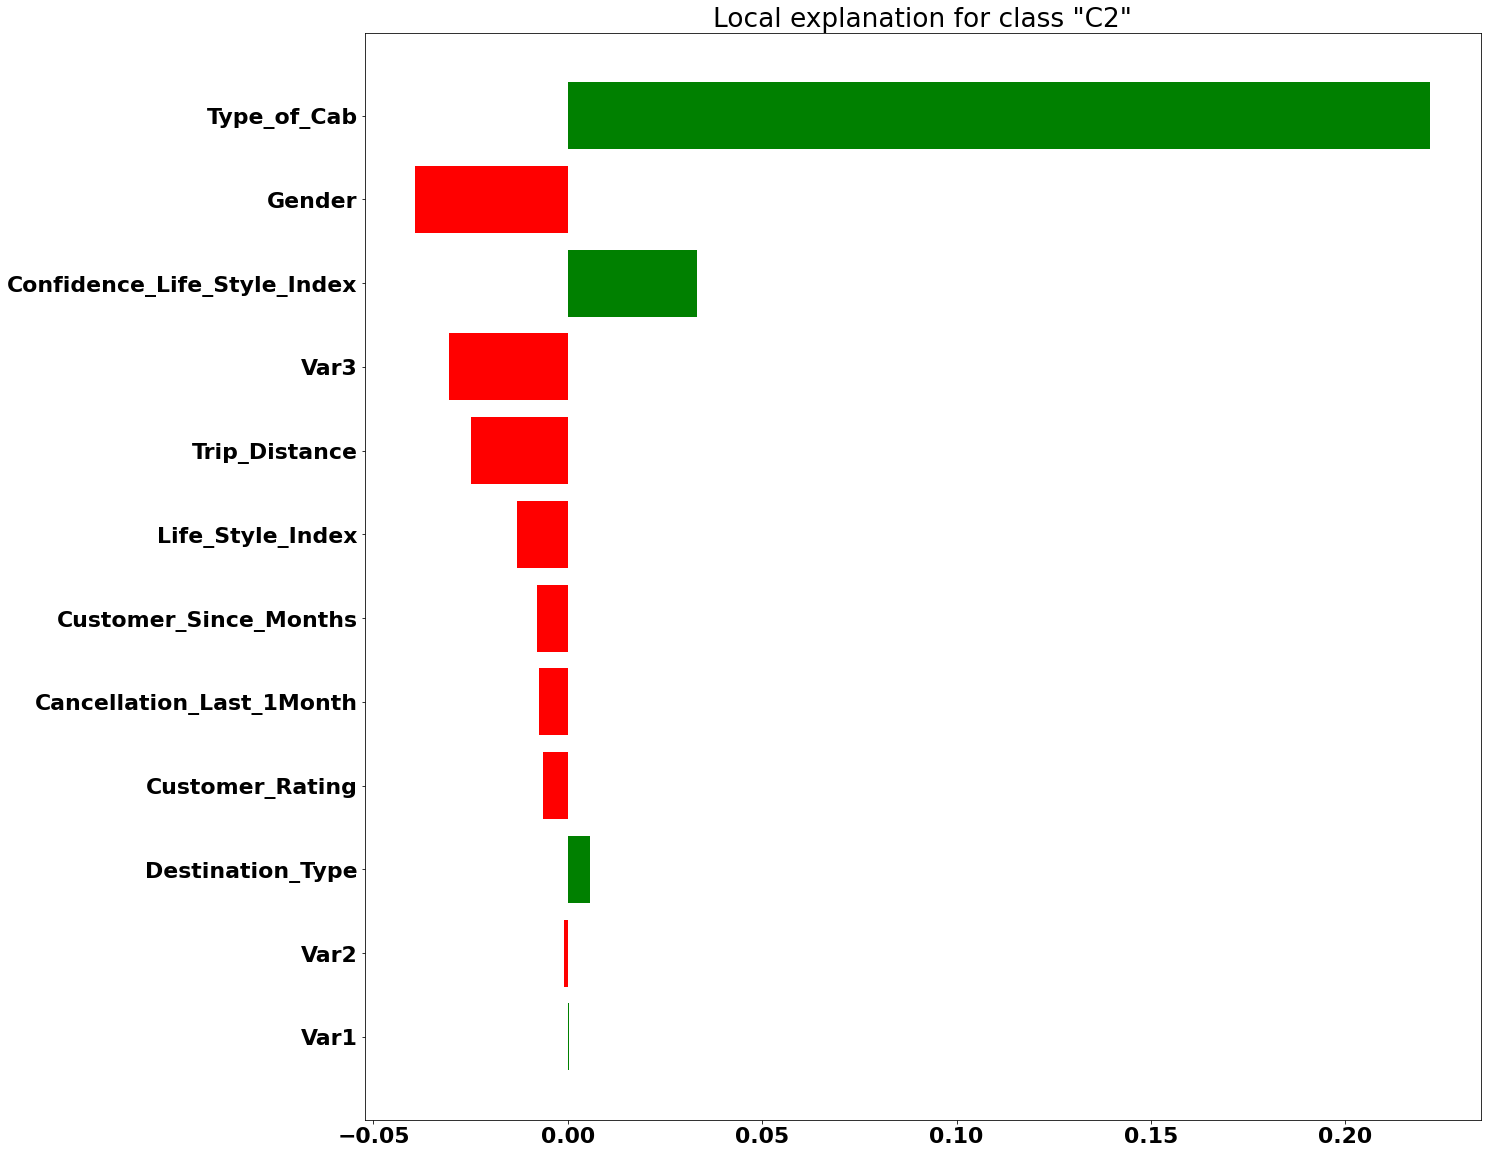 Local explanation for class "C2"
Type_of_Cab
Gender
Confidence_Life_Style_Index
Var3
Trip_Distance
Life_Style_Index
Customer_Since_Months
Cancellation_Last_1Month
Customer_Rating
Destination_Type
Var2
Var1
−0.05 0.00 0.05 0.10 0.15 0.20